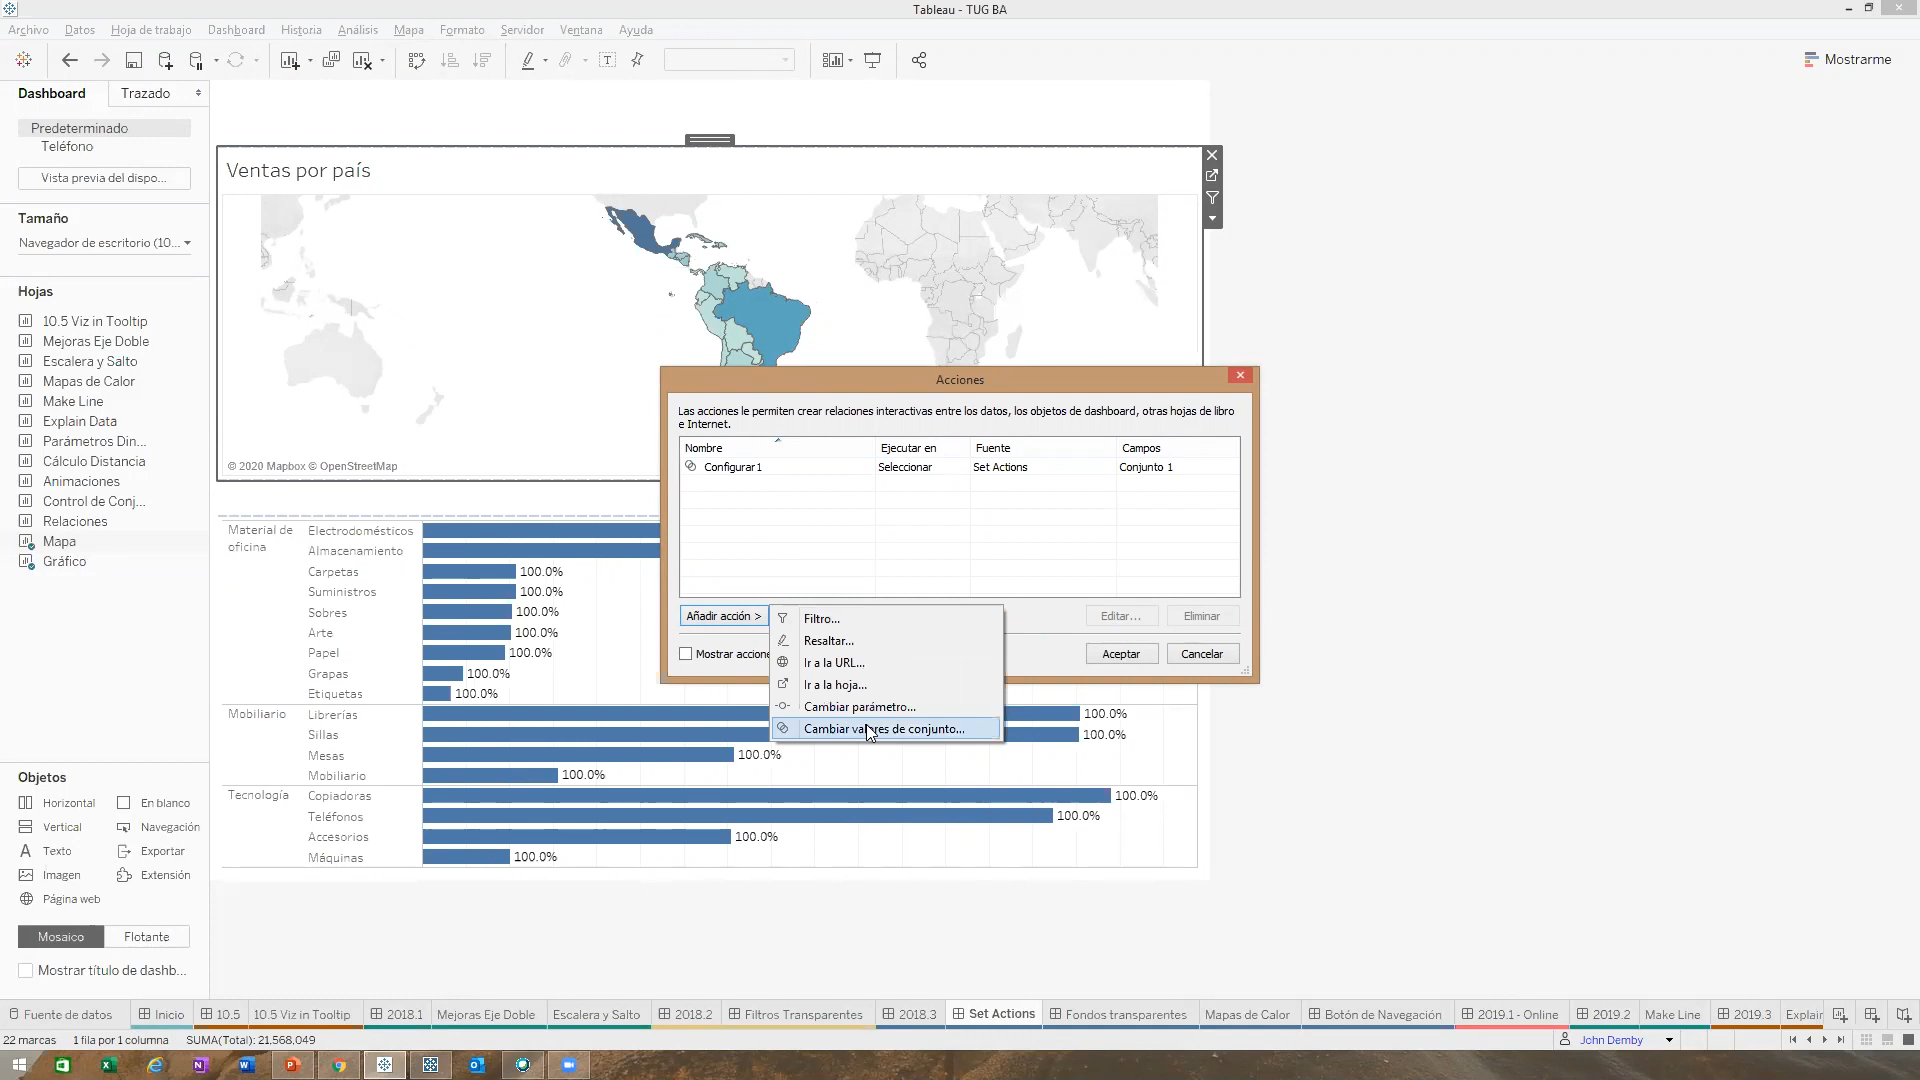 Tableau - TUG BA
Archivo Datos Hoja de trabajo Dashboard Historia Análisis Mapa Formato Servidor Ventana Ayuda
Mostrarme
Dashboard Trazado
Predeterminado
Teléfono
Vista previa del dispo...
Tamaño
Navegador de escritorio (10...
Hojas
10.5 Viz in Tooltip
Mejoras Eje Doble
Escalera y Salto
Mapas de Calor
Make Line
Explain Data
Parámetros Din...
Cálculo Distancia
Animaciones
Control de Conj...
Relaciones
Mapa
Gráfico
Objetos
Horizontal En blanco
Vertical Navegación
Texto Exportar
Imagen Extensión
Página web
Mosaico Flotante
Mostrar título de dashb...
Ventas por país
© 2020 Mapbox © OpenStreetMap
Material de oficina
Electrodomésticos
Almacenamiento
Carpetas 100.0%
Suministros 100.0%
Sobres 100.0%
Arte 100.0%
Papel 100.0%
Grapas 100.0%
Etiquetas 100.0%
Mobiliario Librerías 100.0%
Sillas 100.0%
Mesas 100.0%
Mobiliario 100.0%
Tecnología Copiadoras 100.0%
Teléfonos 100.0%
Accesorios 100.0%
Máquinas 100.0%
Acciones
Las acciones le permiten crear relaciones interactivas entre los datos, los objetos de dashboard, otras hojas de libro
e Internet.
Nombre Ejecutar en Fuente Campos
Configurar1 Seleccionar Set Actions Conjunto 1
Añadir acción > Editar... Eliminar
Mostrar accione Aceptar Cancelar
Filtro...
Resaltar...
Ir a la URL...
Ir a la hoja...
Cambiar parámetro...
Cambiar valores de conjunto...
Fuente de datos Inicio 10.5 10.5 Viz in Tooltip 2018.1 Mejoras Eje Doble Escalera y Salto 2018.2 Filtros Transparentes 2018.3 Set Actions Fondos transparentes Mapas de Calor Botón de Navegación 2019.1 - Online 2019.2 Make Line 2019.3 Explair
22 marcas 1 fila por 1 columna SUMA(Total): 21.568,049 John Demby